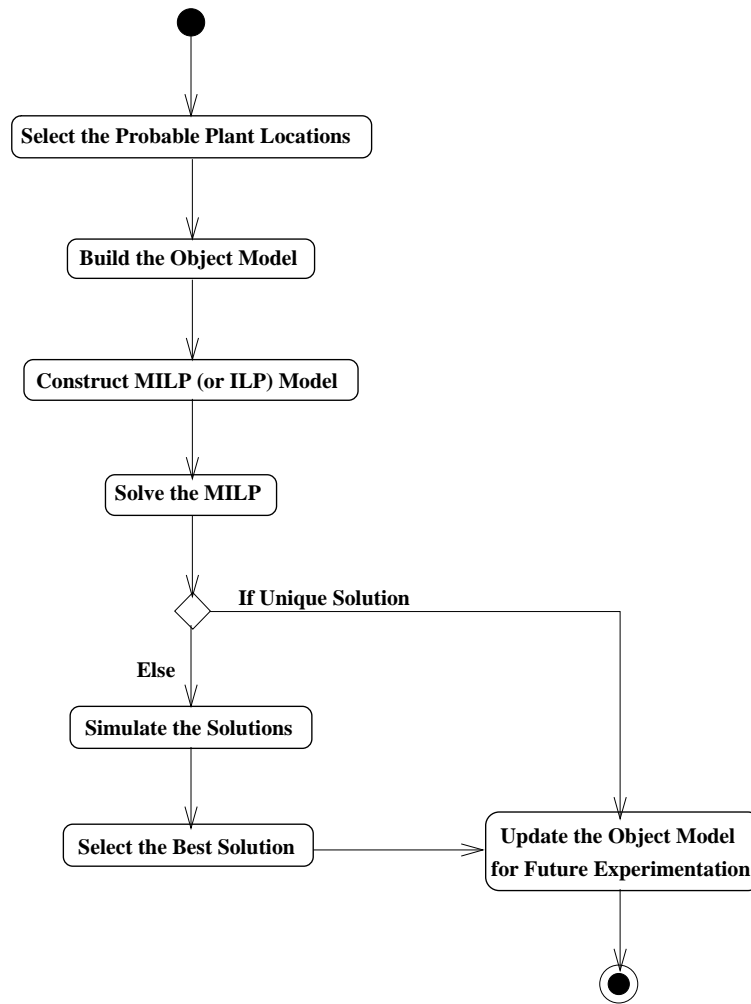 Select the Probable Plant Locations
Build the Object Model
Construct MILP (or ILP) Model
Solve the MILP
If Unique Solution
Else
Simulate the Solutions
Select the Best Solution
Update the Object Model
for Future Experimentation